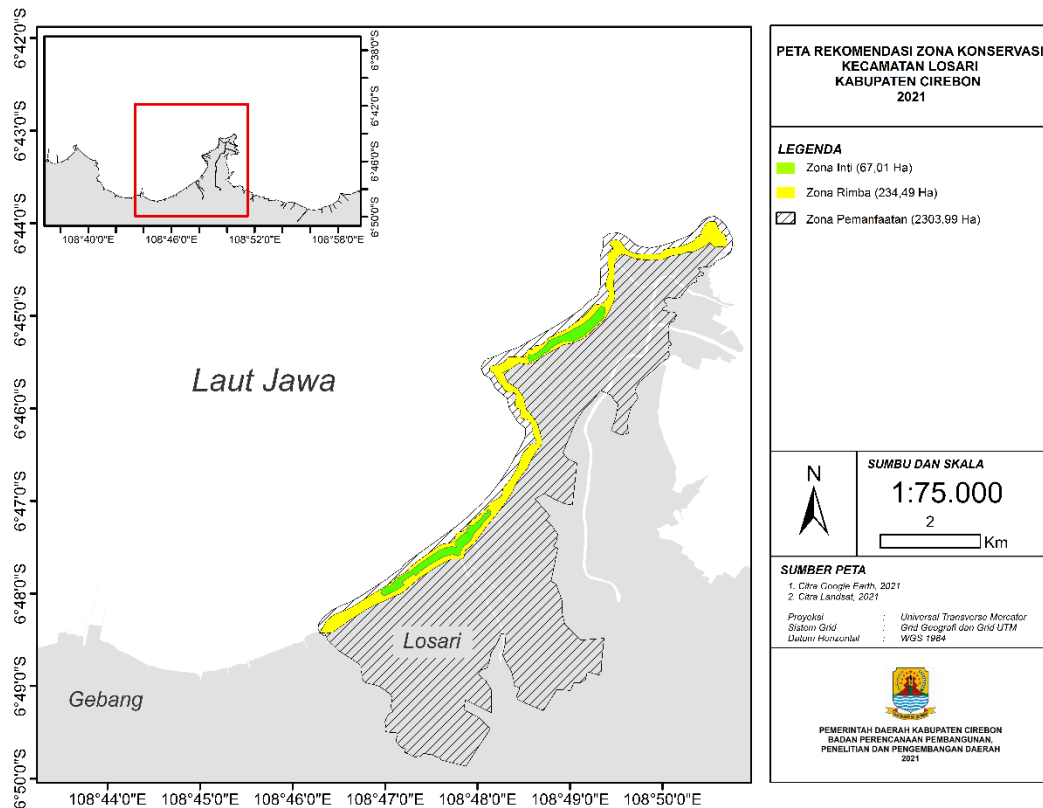 PETA REKOMENDASI ZONA KONSERVASI
KECAMATAN LOSARI
KABUPATEN CIREBON
2021
LEGENDA
Zona Inti (67,01 Ha)
Zona Rimba (234,49 Ha)
Zona Pemanfaatan (2303,99 Ha)
N
SUMBU DAN SKALA
1:75.000
2
Km
SUMBER PETA
1. Citra Google Earth, 2021
2. Citra Landsat, 2021
Proyeksi : Universal Transverse Mercator
Sistem Grid : Grid Geografi dan Grid UTM
Datum Horizontal : WGS 1984
PEMERINTAH DAERAH KABUPATEN CIREBON
BADAN PERENCANAAN PEMBANGUNAN,
PENELITIAN DAN PENGEMBANGAN DAERAH
2021
Laut Jawa
Losari
Gebang
6°42'0"S
6°43'0"S
6°44'0"S
6°45'0"S
6°46'0"S
6°47'0"S
6°48'0"S
6°49'0"S
6°50'0"S
108°44'0"E
108°45'0"E
108°46'0"E
108°47'0"E
108°48'0"E
108°49'0"E
108°50'0"E
6°38'0"S
6°42'0"S
6°46'0"S
6°50'0"S
108°40'0"E
108°46'0"E
108°52'0"E
108°58'0"E